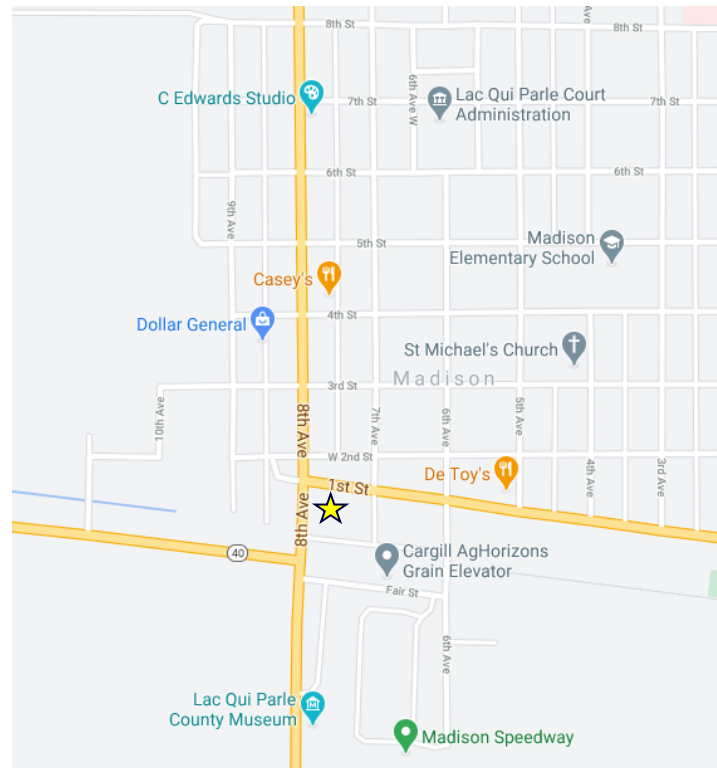 8th St
8th St
Ave
C Edwards Studio
7th St
6th Ave W
Lac Qui Parle Court
Administration
7th St
6th St
6th St
9th Ave
5th St
Madison
Elementary School
Casey's
4th St
Dollar General
St Michael's Church
3rd St
Madison
10th Ave
8th Ave
7th Ave
6th Ave
5th Ave
W 2nd St
De Toy's
4th Ave
3rd Ave
1st St
8th Ave
40
Cargill AgHorizons
Grain Elevator
Fair St
6th Ave
Lac Qui Parle
County Museum
Madison Speedway